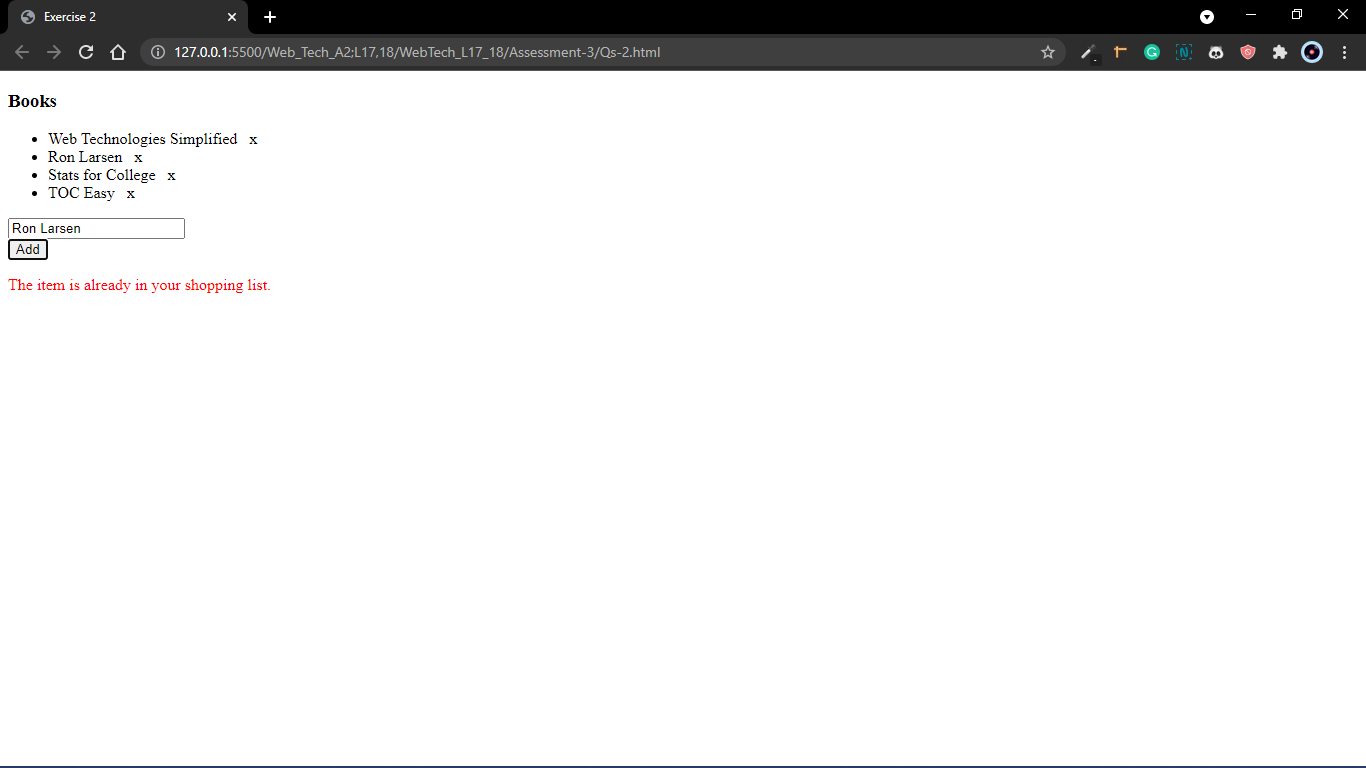 Exercise 2
127.0.0.1:5500/Web_Tech_A2;L17,18/WebTech_L17_18/Assessment-3/Qs-2.html
Books
Web Technologies Simplified x
Ron Larsen x
Stats for College x
TOC Easy x
Ron Larsen
Add
The item is already in your shopping list.